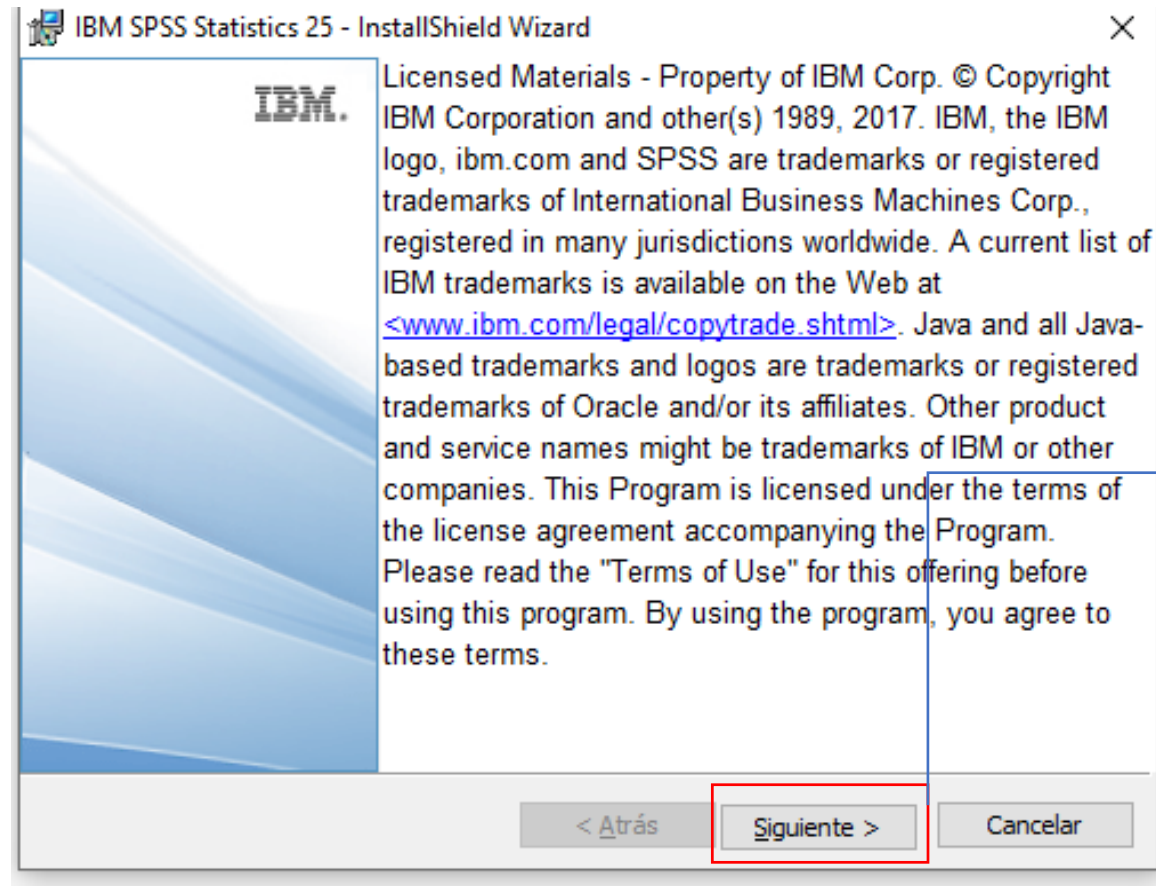 IBM SPSS Statistics 25 - InstallShield Wizard
IBM.
Licensed Materials - Property of IBM Corp. © Copyright
IBM Corporation and other(s) 1989, 2017. IBM, the IBM
logo, ibm.com and SPSS are trademarks or registered
trademarks of International Business Machines Corp.,
registered in many jurisdictions worldwide. A current list of
IBM trademarks is available on the Web at
<www.ibm.com/legal/copytrade.shtml>. Java and all Java-
based trademarks and logos are trademarks or registered
trademarks of Oracle and/or its affiliates. Other product
and service names might be trademarks of IBM or other
companies. This Program is licensed under the terms of
the license agreement accompanying the Program.
Please read the "Terms of Use" for this offering before
using this program. By using the program, you agree to
these terms.
< Atrás Siguiente > Cancelar